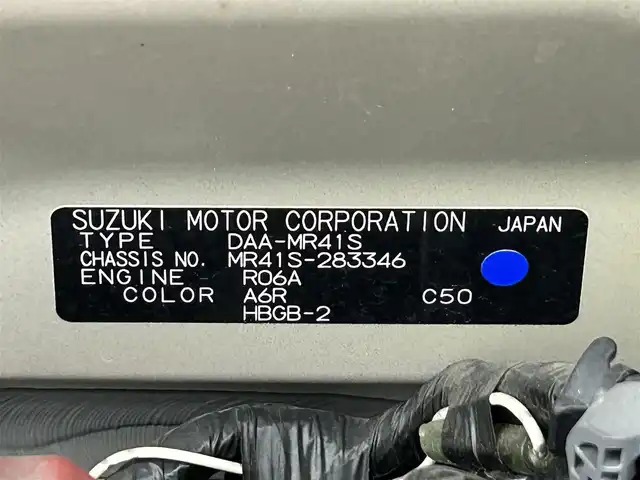 SUZUKI MOTOR CORPORATION JAPAN
TYPE DAA-MR41S
CHASSIS NO. MR41S-283346
ENGINE R06A
COLOR A6R C50
HBGB-2